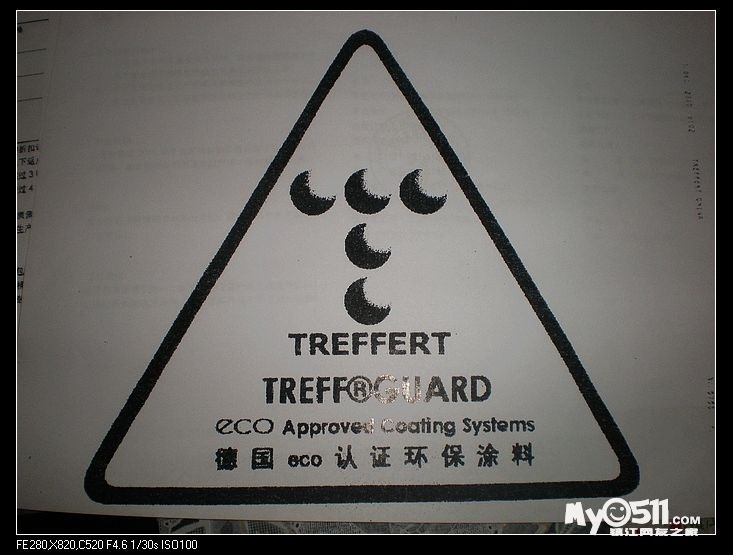 TREFFERT
TREFF®GUARD
eco Approved Coating Systems
德国 eco 认证环保涂料
MyO511.COM
镇江网友之家
FE280,X820,C520 F4.6 1/30s ISO100